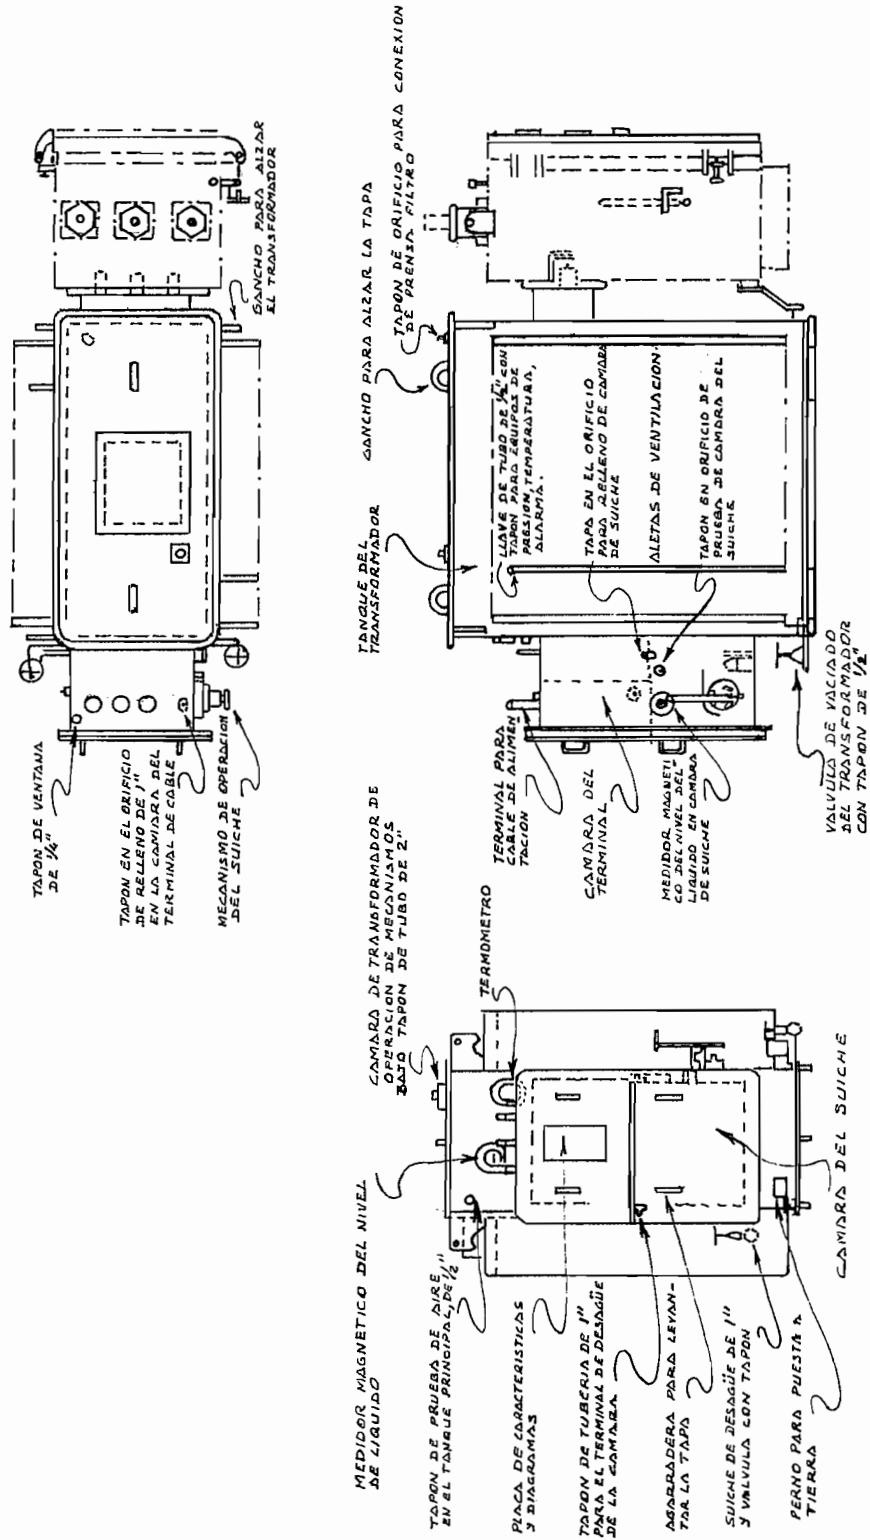 TAPON DE VENTANA
DE 1/4"
TAPON EN EL ORIFICIO
DE RELLENO DE 1"
EN LA CAMARA DEL
TERMINAL DE CABLE
MECANISMO DE OPERACION
DEL SUICHE
GANCHO PARA ALZAR
EL TRANSFORMADOR
MEDIDOR MAGNETICO DEL NIVEL
DE LIQUIDO
CAMARA DE TRANSFORMADOR DE
OPERACION DE MECANISMOS
BAJO TAPON DE TUBO DE 2"
TERMOMETRO
TAPON DE PRUEBA DE AIRE
EN EL TANQUE PRINCIPAL, DE 1/2"
PLACA DE CARACTERISTICAS
Y DIAGRAMAS
TAPON DE TUBERIA DE 1"
PARA EL TERMINAL DE DESAGÜE
DE LA CAMARA
AGARRADERA PARA LEVAN-
TAR LA TAPA
SUICHE DE DESAGÜE DE 1"
Y VALVULA CON TAPON
PERNO PARA PUESTA A
TIERRA
CAMARA DEL SUICHE
TANQUE DEL
TRANSFORMADOR
GANCHO PARA ALZAR LA TAPA
TAPON DE ORIFICIO PARA CONEXION
DE PRENSA FILTRO
TERMINAL PARA
CABLE DE ALIMEN
TACION
CAMARA DEL
TERMINAL
MEDIDOR MAGNETI
CO DEL NIVEL DEL
LIQUIDO EN CAMARA
DE SUICHE
LLAVE DE TUBO DE 1/2" CON
TAPON PARA EQUIPOS DE
PRESION, TEMPERATURA,
ALARMA.
TAPA EN EL ORIFICIO
PARA RELLENO DE CAMARA
DE SUICHE
ALETAS DE VENTILACION.
TAPON EN ORIFICIO DE
PRUEBA DE CAMARA DEL
SUICHE
VALVULA DE VACIADO
DEL TRANSFORMADOR
CON TAPON DE 1/2"